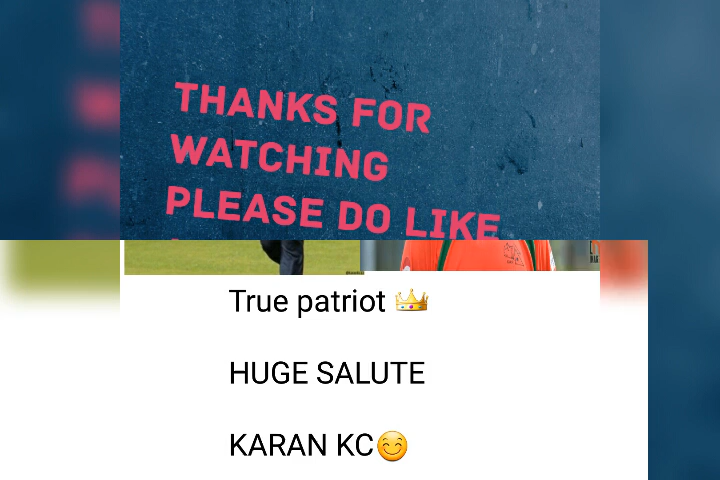 THANKS FOR
WATCHING
PLEASE DO LIKE
True patriot 👑
HUGE SALUTE
KARAN KC😊